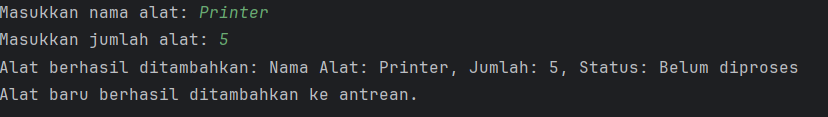 Masukkan nama alat: Printer
Masukkan jumlah alat: 5
Alat berhasil ditambahkan: Nama Alat: Printer, Jumlah: 5, Status: Belum diproses
Alat baru berhasil ditambahkan ke antrean.